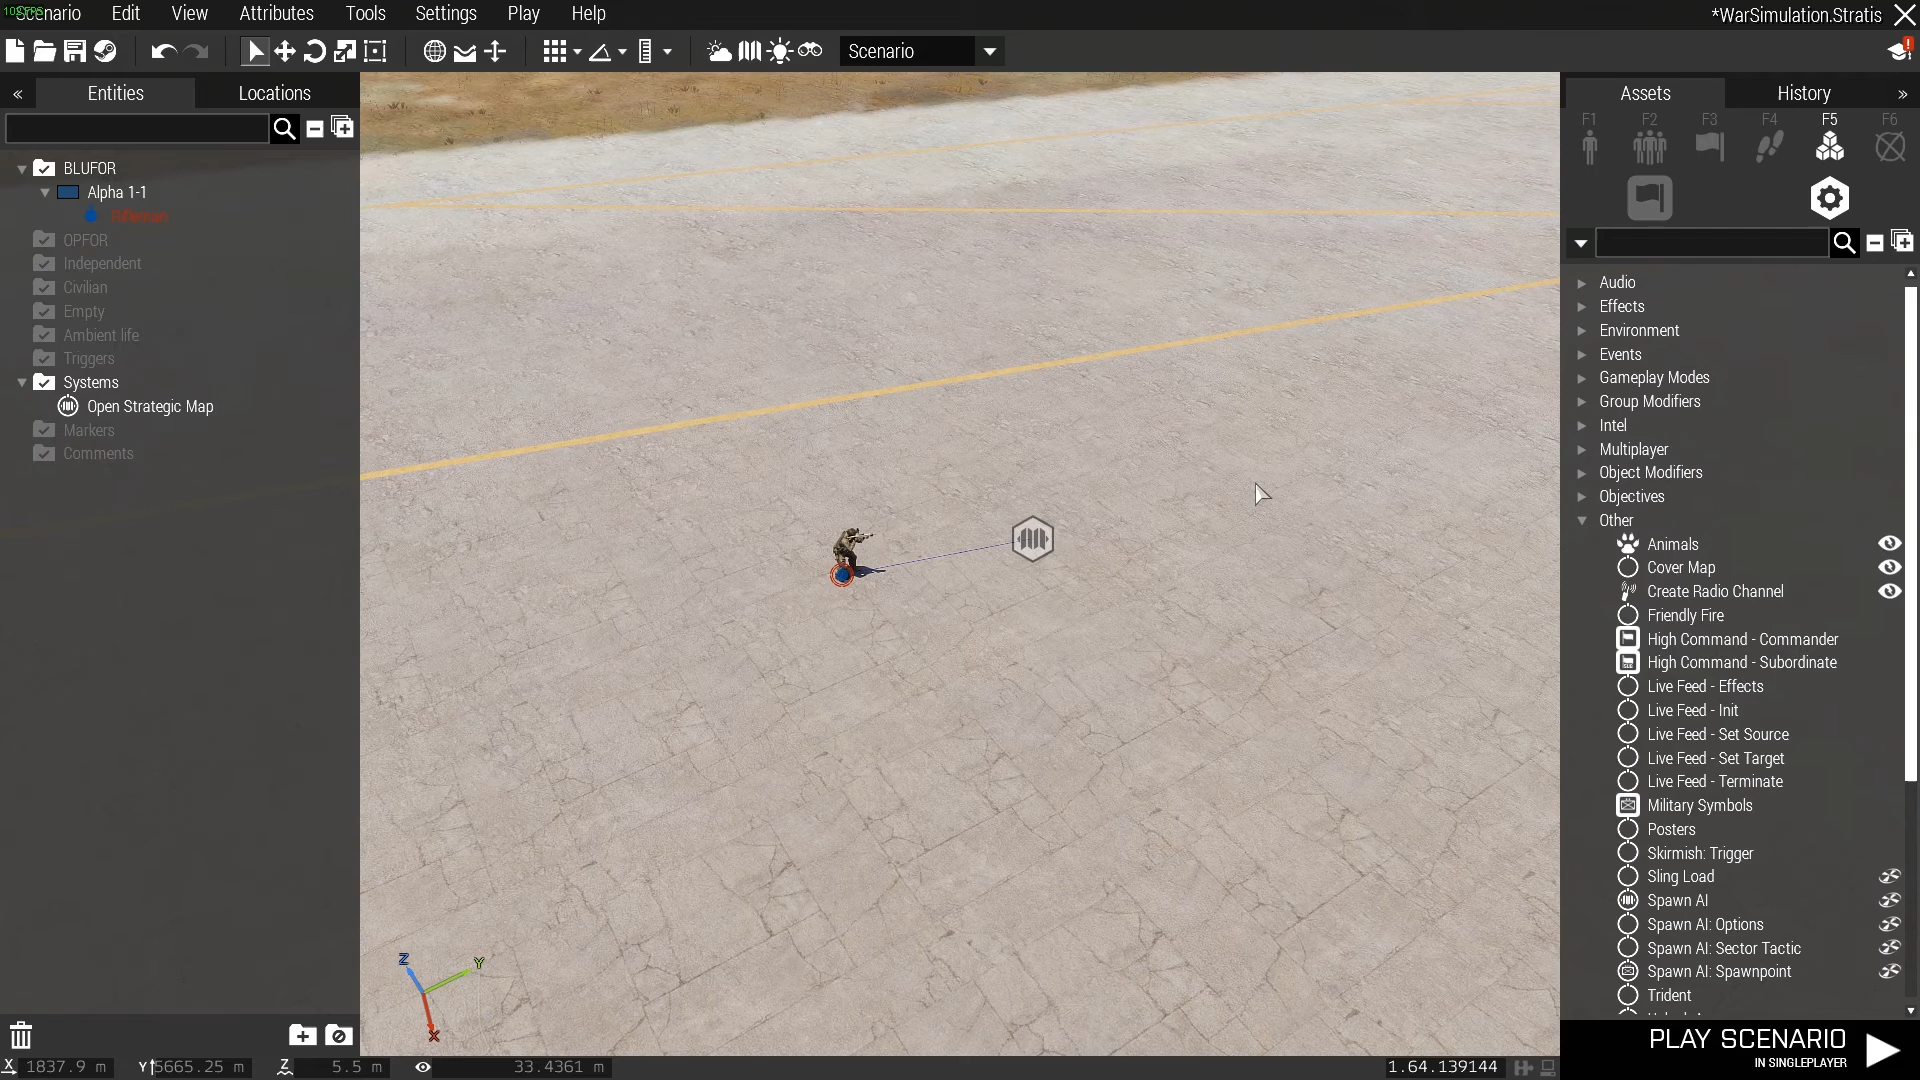 Scenario Edit View Attributes Tools Settings Play Help
*WarSimulation.Stratis
Scenario
Entities Locations
BLUFOR
Alpha 1-1
Rifleman
OPFOR
Independent
Civilian
Empty
Ambient life
Triggers
Systems
Open Strategic Map
Markers
Comments
Assets History
F1 F2 F3 F4 F5 F6
Audio
Effects
Environment
Events
Gameplay Modes
Group Modifiers
Intel
Multiplayer
Object Modifiers
Objectives
Other
Animals
Cover Map
Create Radio Channel
Friendly Fire
High Command - Commander
High Command - Subordinate
Live Feed - Effects
Live Feed - Init
Live Feed - Set Source
Live Feed - Set Target
Live Feed - Terminate
Military Symbols
Posters
Skirmish: Trigger
Sling Load
Spawn AI
Spawn AI: Options
Spawn AI: Sector Tactic
Spawn AI: Spawnpoint
Trident
Z Y
X
PLAY SCENARIO
IN SINGLEPLAYER
X 1837.9 m Y 5665.25 m Z 5.5 m 33.4361 m 1.64.139144